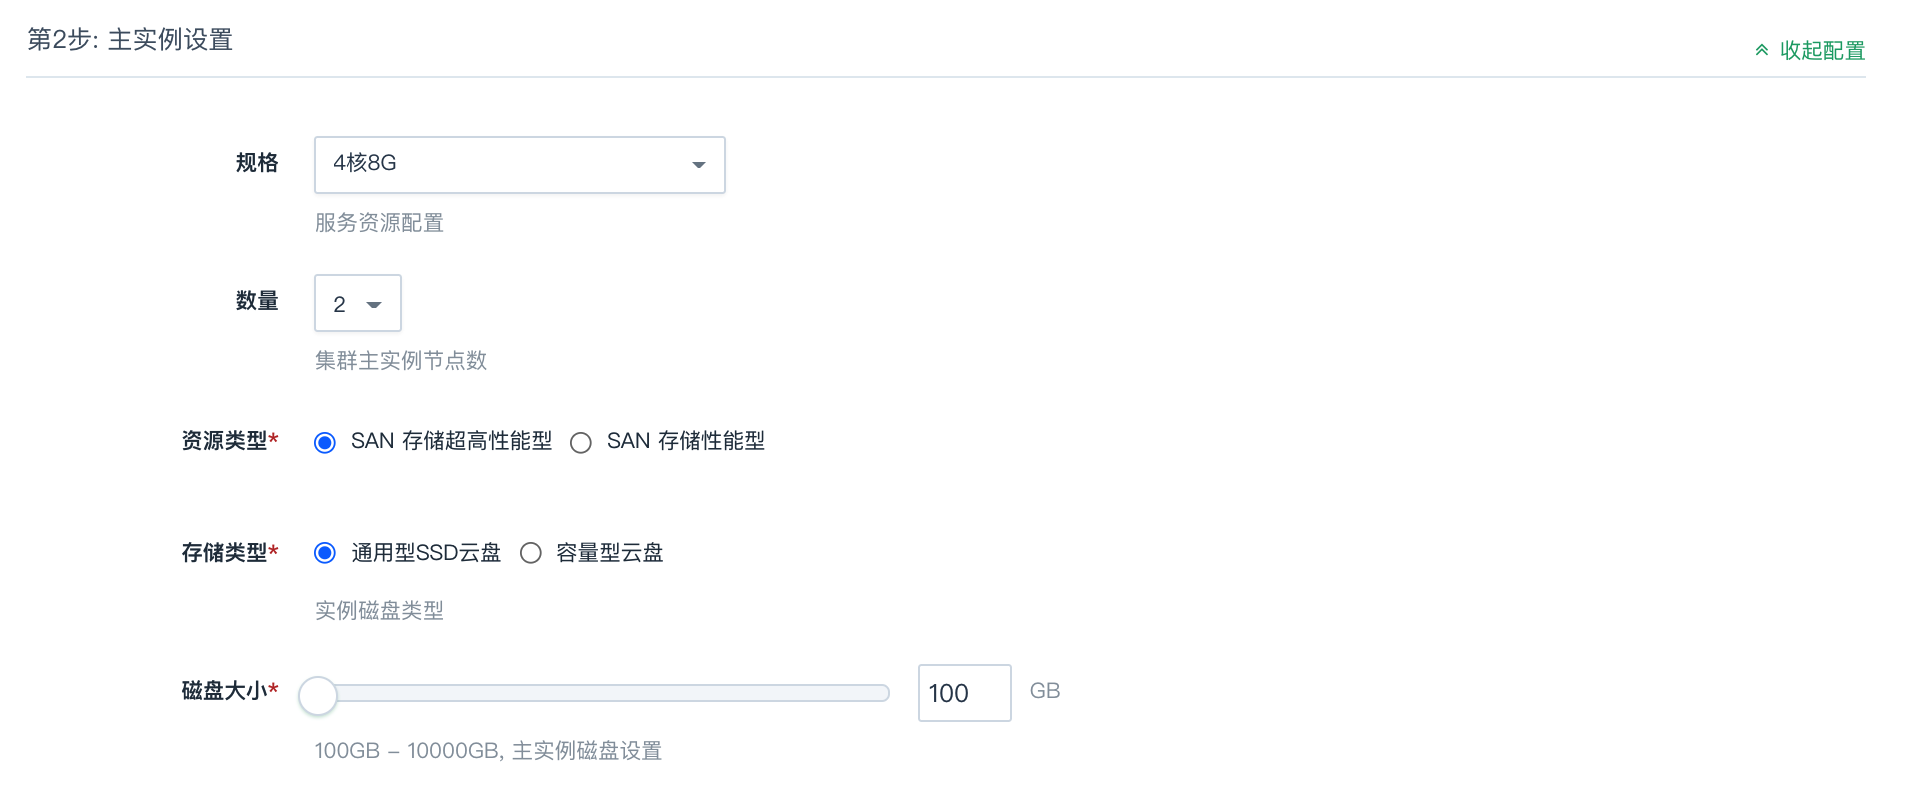 第2步: 主实例设置
收起配置
规格
4核8G
服务资源配置
数量
2
集群主实例节点数
资源类型*
SAN 存储超高性能型
SAN 存储性能型
存储类型*
通用型SSD云盘
容量型云盘
实例磁盘类型
磁盘大小*
100
GB
100GB – 10000GB, 主实例磁盘设置